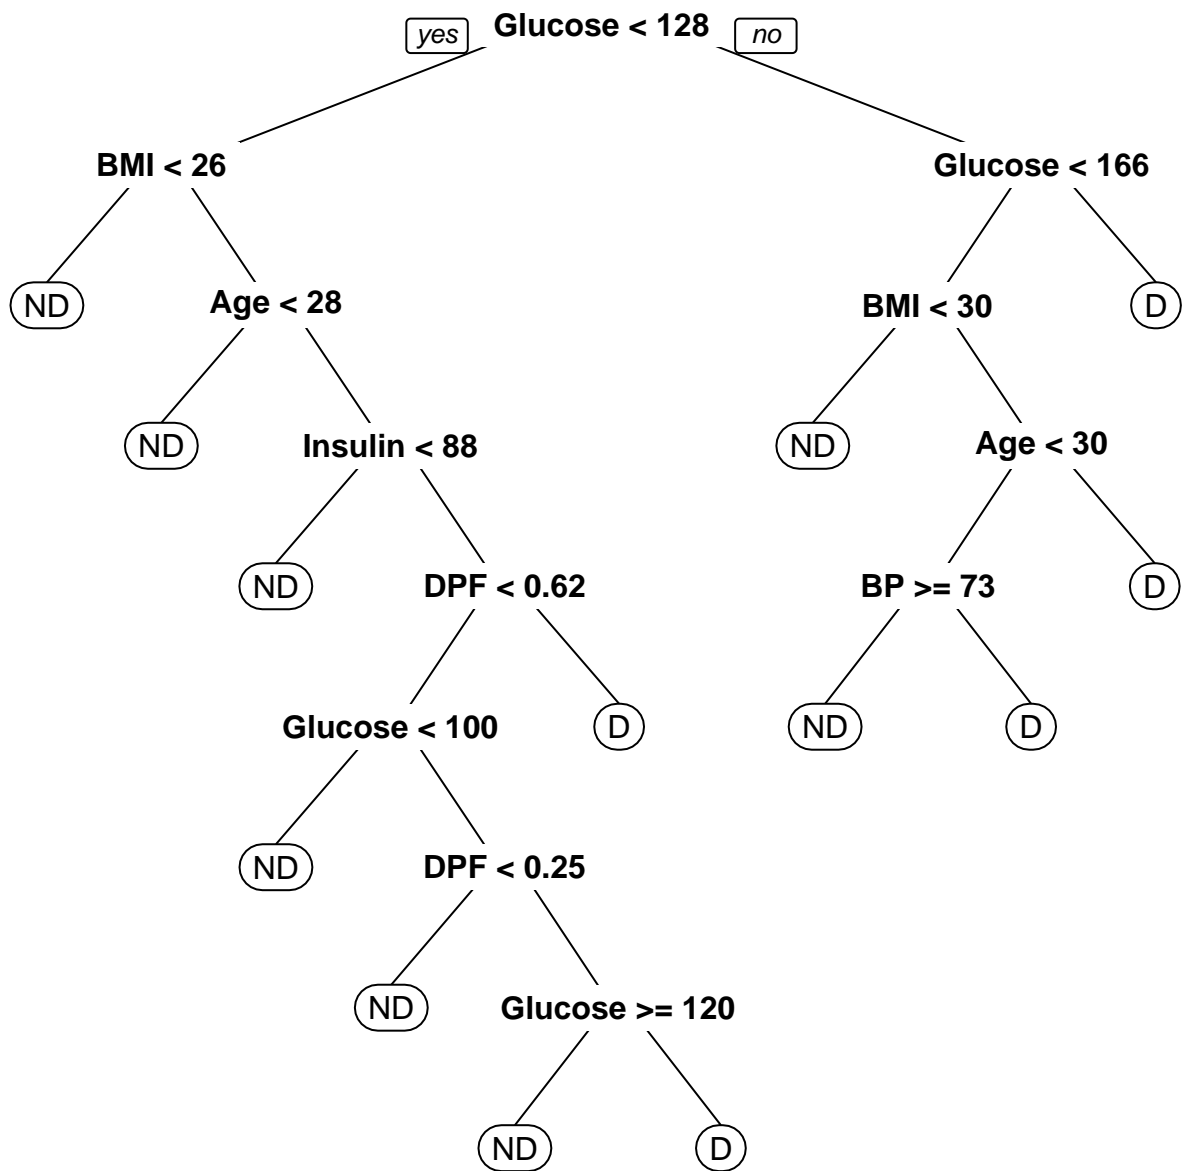 yes Glucose < 128 no
BMI < 26 Glucose < 166
ND Age < 28 BMI < 30 D
ND Insulin < 88 ND Age < 30
ND DPF < 0.62 BP >= 73 D
Glucose < 100 D ND D
ND DPF < 0.25
ND Glucose >= 120
ND D